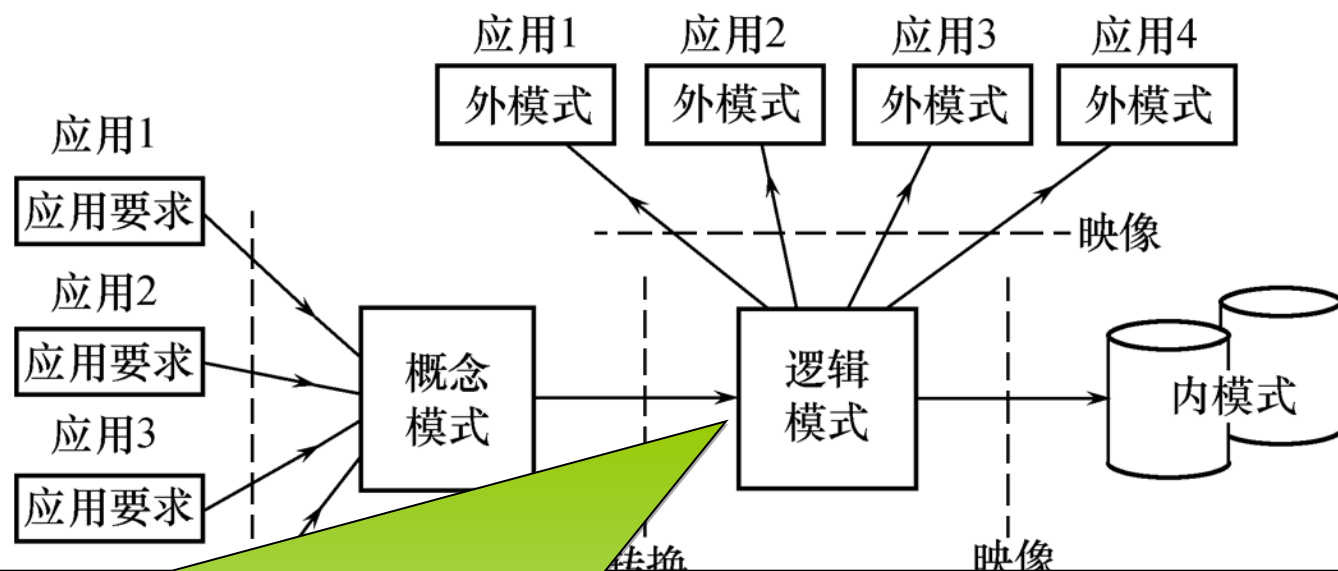 应用1
应用2
应用3
应用4
外模式
外模式
外模式
外模式
映像
应用1
应用要求
应用2
应用要求
应用3
应用要求
概念
模式
逻辑
模式
内模式
转换
映像